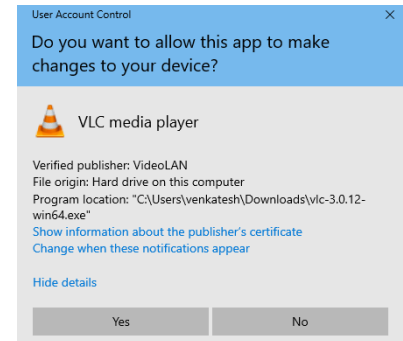 User Account Control
Do you want to allow this app to make
changes to your device?
VLC media player
Verified publisher: VideoLAN
File origin: Hard drive on this computer
Program location: "C:\Users\venkatesh\Downloads\vlc-3.0.12-
win64.exe"
Show information about the publisher's certificate
Change when these notifications appear
Hide details
Yes
No